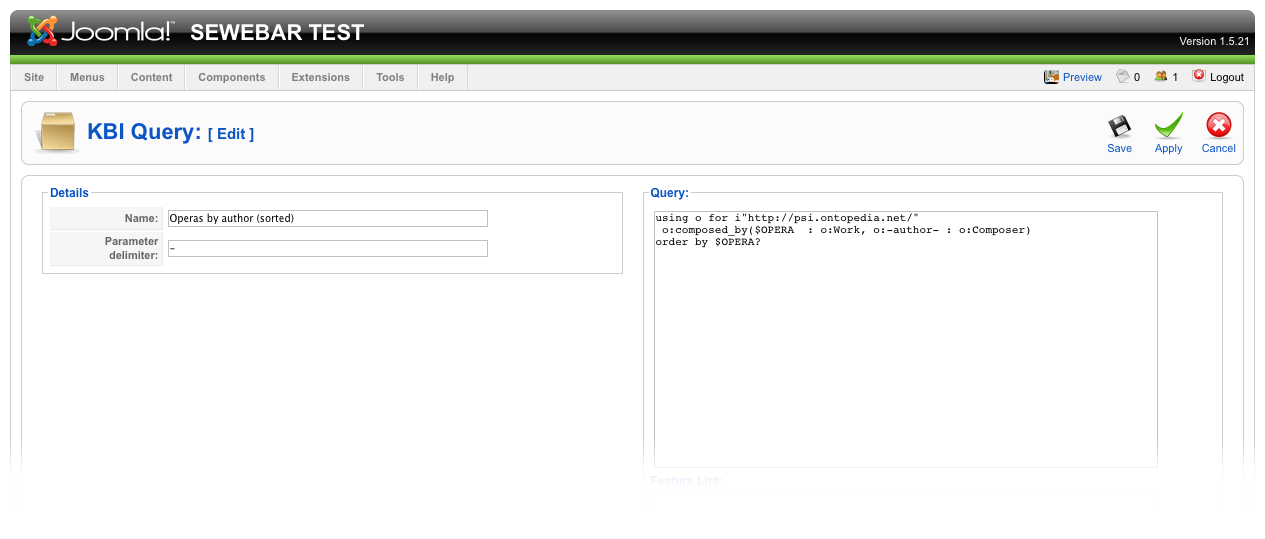 Joomla!™ SEWEBAR TEST
Version 1.5.21
Site Menus Content Components Extensions Tools Help Preview 0 1 Logout
KBI Query: [ Edit ]
Save Apply Cancel
Details
Name: Operas by author (sorted)
Parameter
delimiter: -
Query:
using o for i"http://psi.ontopedia.net/"
o:composed_by($OPERA : o:Work, o:-author- : o:Composer)
order by $OPERA?
Feature List: